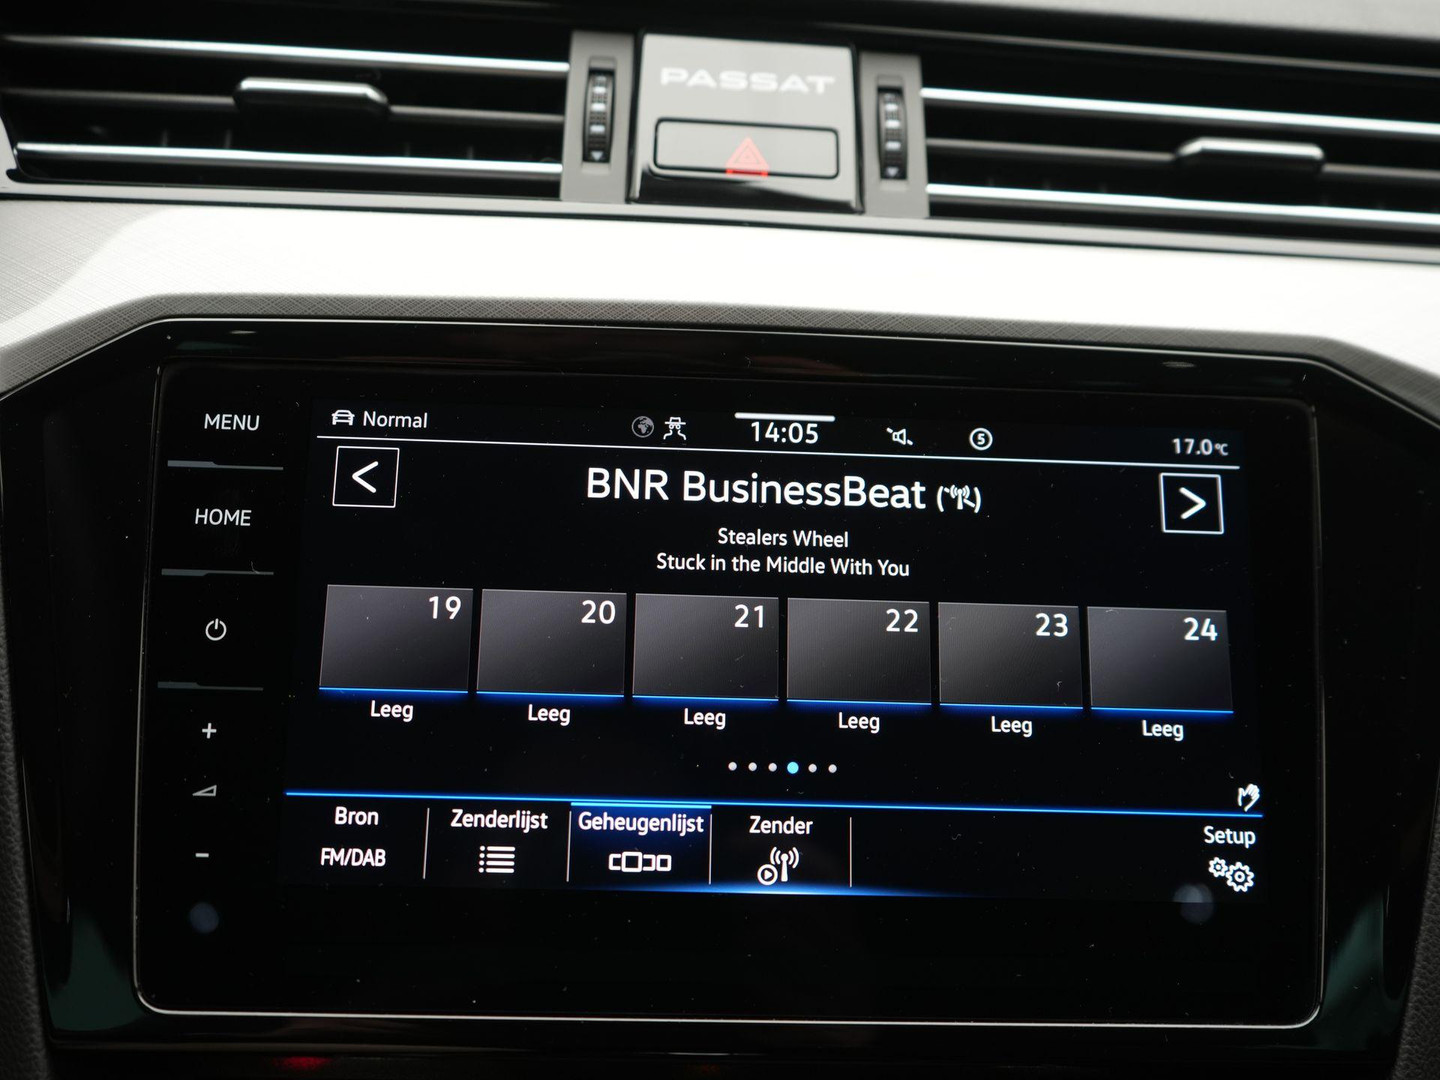 PASSAT
MENU
HOME
Normal
14:05
5
17.0°C
BNR BusinessBeat
Stealers Wheel
Stuck in the Middle With You
19
20
21
22
23
24
Leeg
Leeg
Leeg
Leeg
Leeg
Leeg
Bron
FM/DAB
Zenderlijst
Geheugenlijst
Zender
Setup